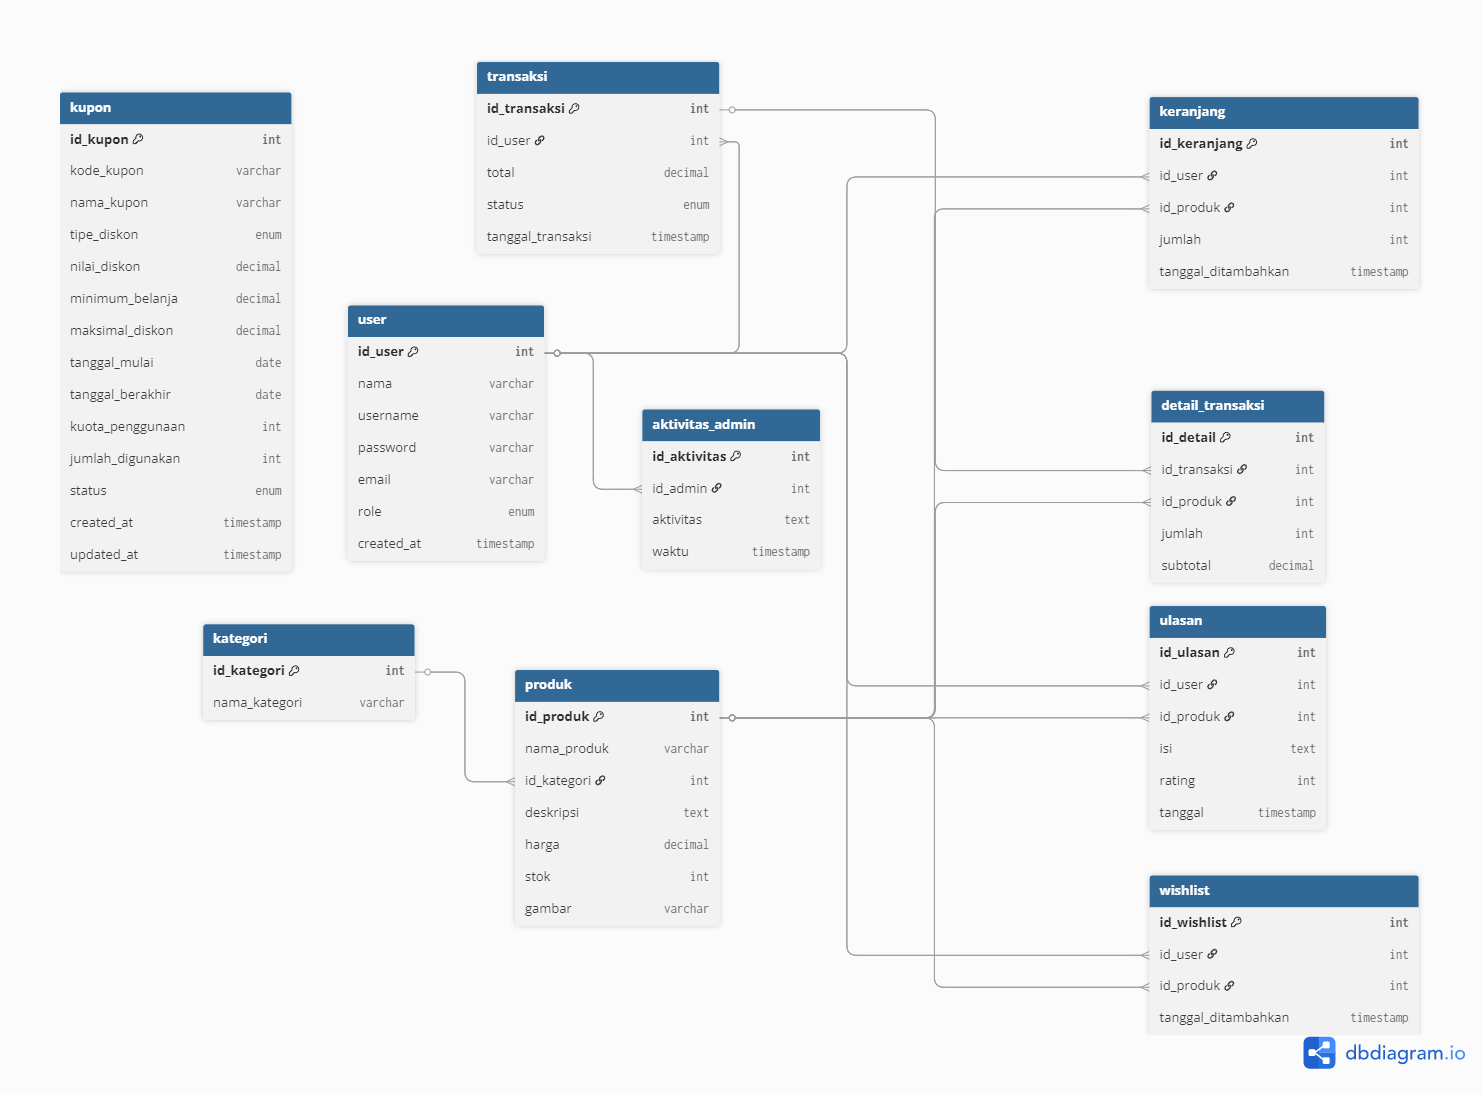 kupon
id_kupon int
kode_kupon varchar
nama_kupon varchar
tipe_diskon enum
nilai_diskon decimal
minimum_belanja decimal
maksimal_diskon decimal
tanggal_mulai date
tanggal_berakhir date
kuota_penggunaan int
jumlah_digunakan int
status enum
created_at timestamp
updated_at timestamp
transaksi
id_transaksi int
id_user int
total decimal
status enum
tanggal_transaksi timestamp
user
id_user int
nama varchar
username varchar
password varchar
email varchar
role enum
created_at timestamp
aktivitas_admin
id_aktivitas int
id_admin int
aktivitas text
waktu timestamp
kategori
id_kategori int
nama_kategori varchar
produk
id_produk int
nama_produk varchar
id_kategori int
deskripsi text
harga decimal
stok int
gambar varchar
keranjang
id_keranjang int
id_user int
id_produk int
jumlah int
tanggal_ditambahkan timestamp
detail_transaksi
id_detail int
id_transaksi int
id_produk int
jumlah int
subtotal decimal
ulasan
id_ulasan int
id_user int
id_produk int
isi text
rating int
tanggal timestamp
wishlist
id_wishlist int
id_user int
id_produk int
tanggal_ditambahkan timestamp
dbdiagram.io